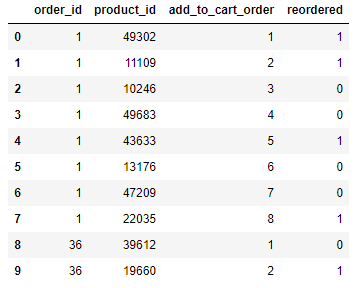 order_id product_id add_to_cart_order reordered
0 1 49302 1 1
1 1 11109 2 1
2 1 10246 3 0
3 1 49683 4 0
4 1 43633 5 1
5 1 13176 6 0
6 1 47209 7 0
7 1 22035 8 1
8 36 39612 1 0
9 36 19660 2 1